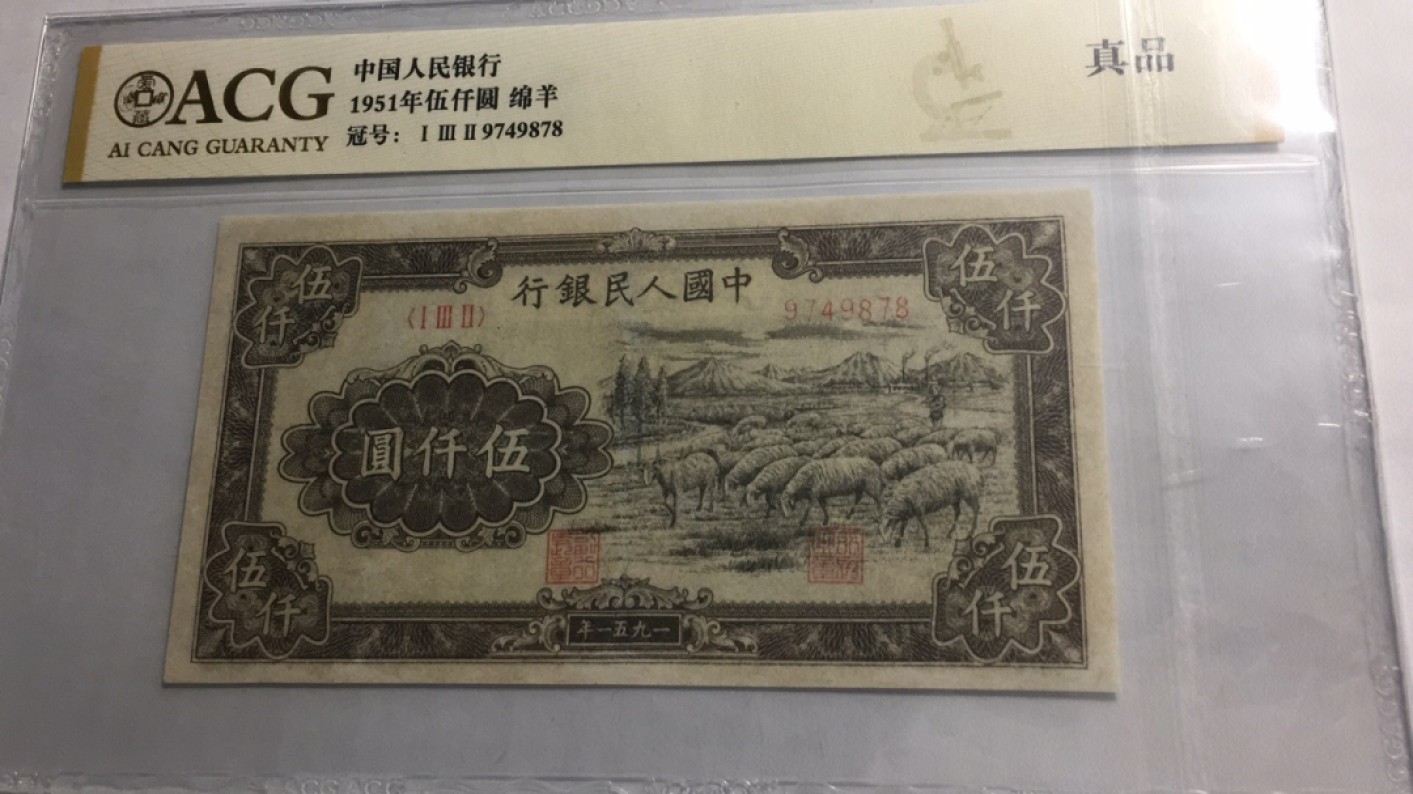 ACG
AI CANG GUARANTY
中国人民银行
1951年伍仟圆 绵羊
冠号： Ⅰ Ⅲ Ⅱ 9749878
真品
行銀民人國中
〈Ⅰ Ⅲ Ⅱ〉
9749878
伍仟
伍仟
圓仟伍
伍仟
伍仟
年一五九一
ACG ACG